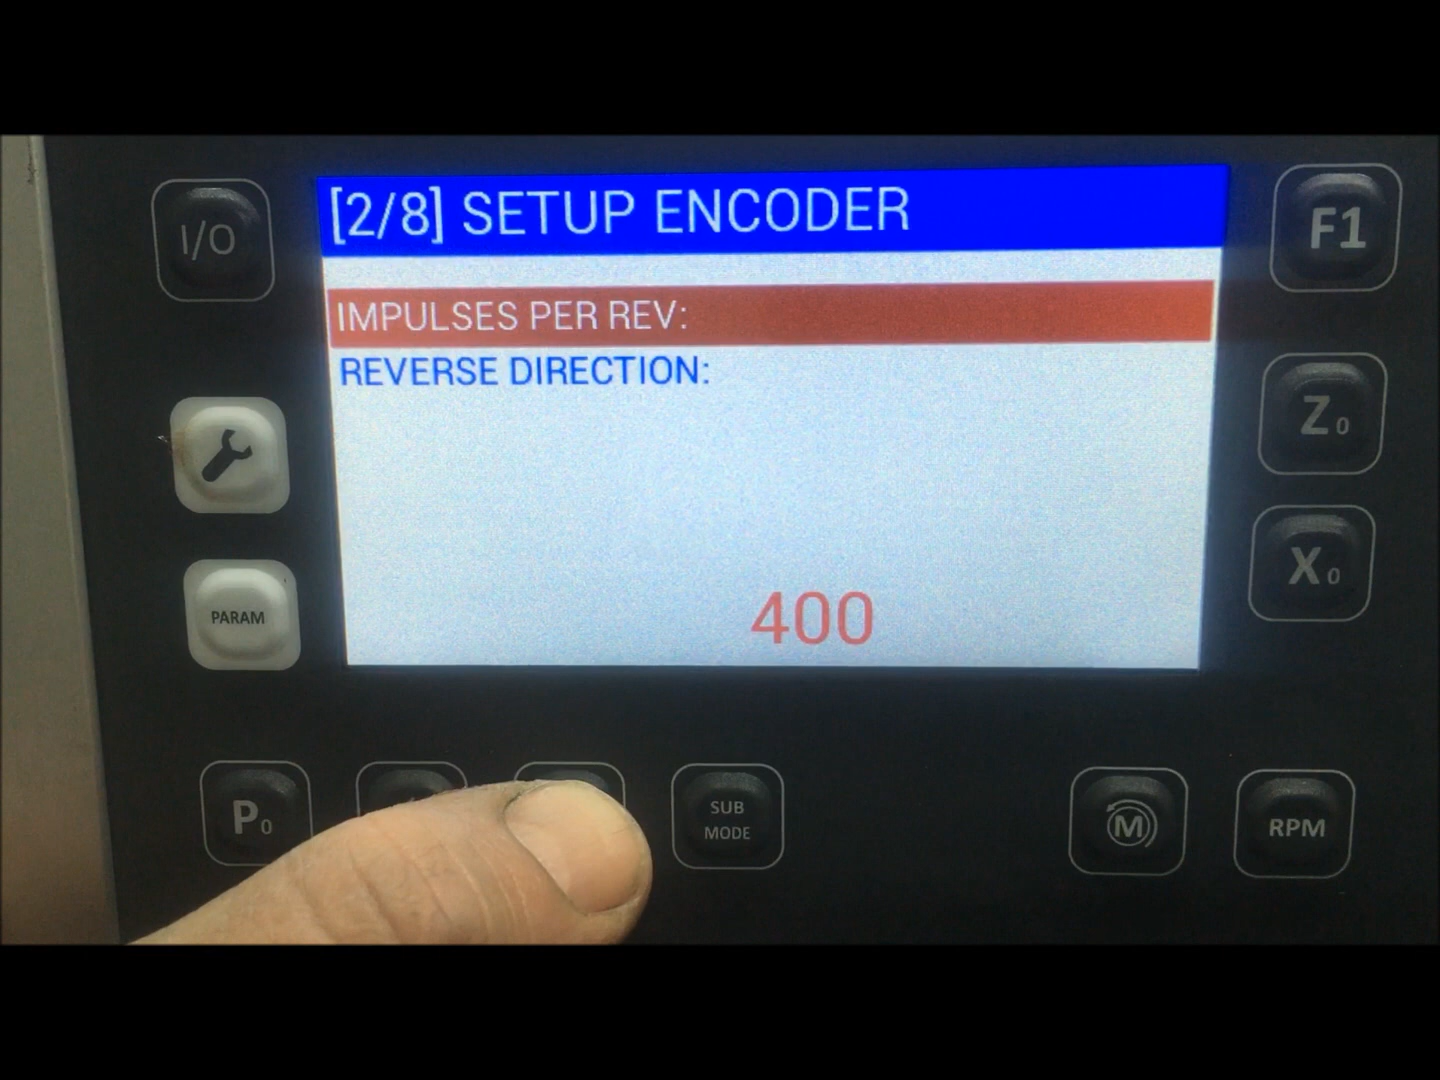 I/O
[2/8] SETUP ENCODER
F1
IMPULSES PER REV:
REVERSE DIRECTION:
Z0
X0
PARAM
400
P0
SUB
MODE
M
RPM